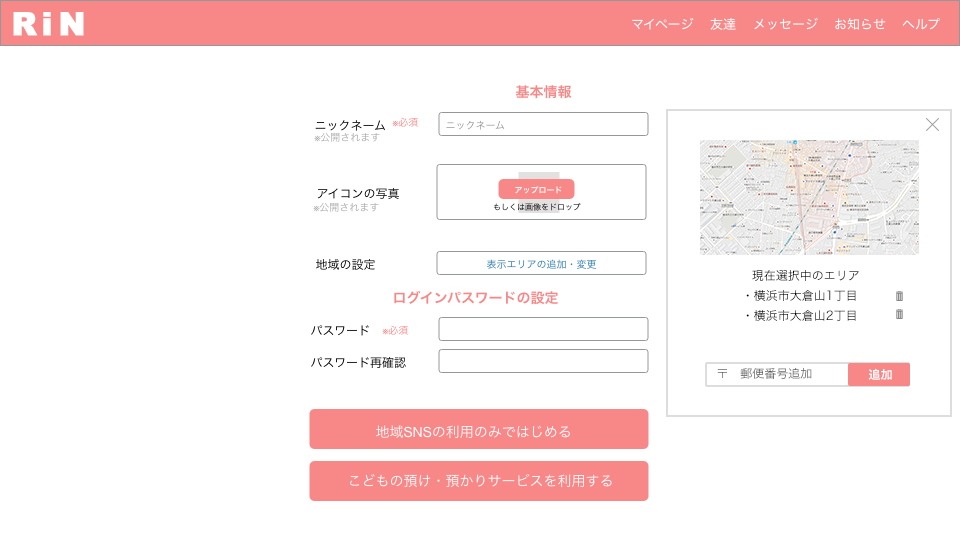 RiN
マイページ 友達 メッセージ お知らせ ヘルプ
基本情報
ニックネーム ※必須
※公開されます
ニックネーム
アイコンの写真
※公開されます
アップロード
もしくは画像をドロップ
地域の設定
表示エリアの追加・変更
ログインパスワードの設定
パスワード ※必須
パスワード再確認
地域SNSの利用のみではじめる
こどもの預け・預かりサービスを利用する
現在選択中のエリア
・横浜市大倉山1丁目
・横浜市大倉山2丁目
〒 郵便番号追加
追加